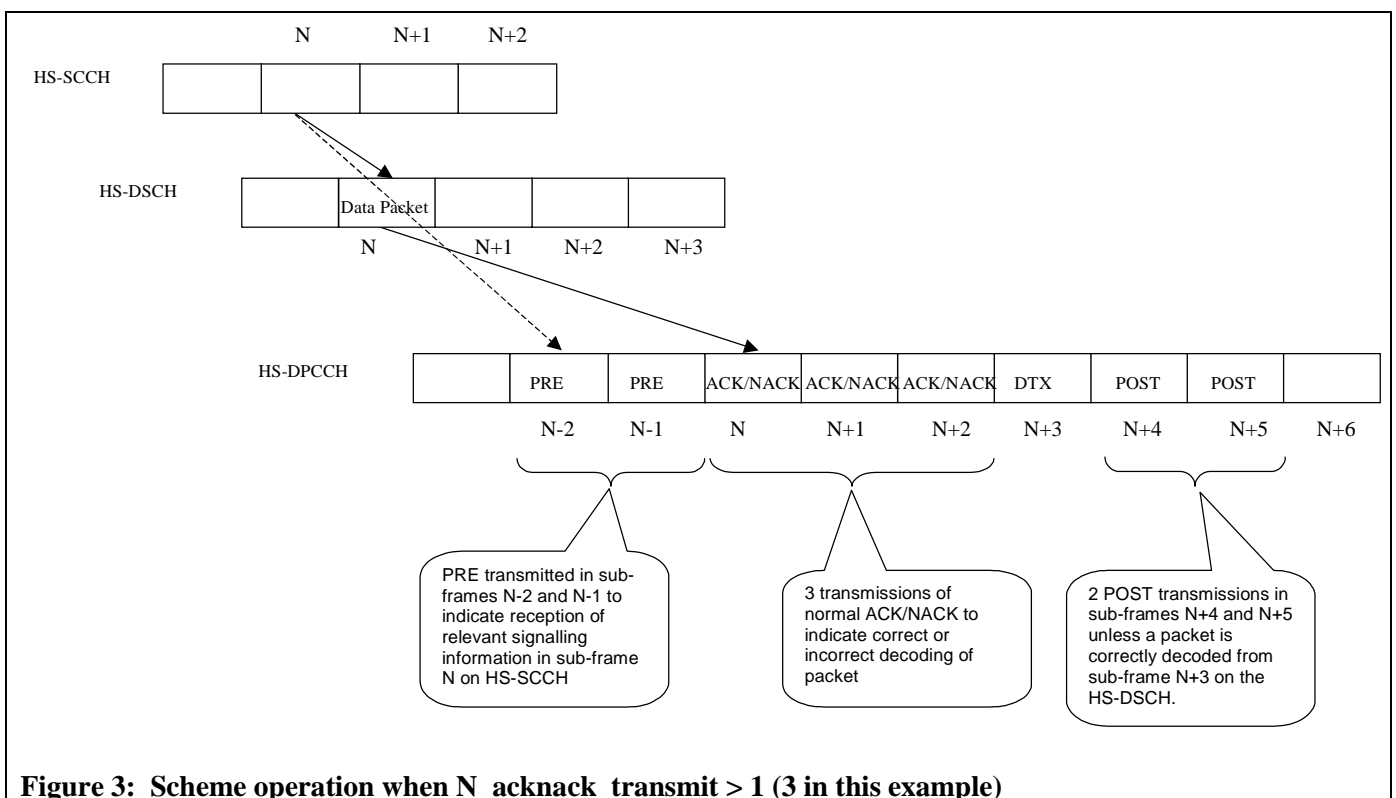 N N+1 N+2
HS-SCCH
HS-DSCH
Data Packet
N N+1 N+2 N+3
HS-DPCCH
PRE PRE ACK/NACK ACK/NACK ACK/NACK DTX POST POST
N-2 N-1 N N+1 N+2 N+3 N+4 N+5 N+6
PRE transmitted in sub-
frames N-2 and N-1 to
indicate reception of
relevant signalling
information in sub-frame
N on HS-SCCH
3 transmissions of
normal ACK/NACK to
indicate correct or
incorrect decoding of
packet
2 POST transmissions in
sub-frames N+4 and N+5
unless a packet is
correctly decoded from
sub-frame N+3 on the
HS-DSCH.
Figure 3: Scheme operation when N_acknack_transmit > 1 (3 in this example)